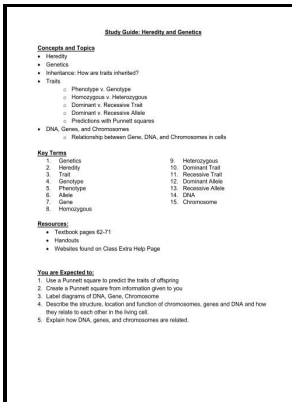 Study Guide: Heredity and Genetics
Concepts and Topics
• Heredity
• Genetics
• Inheritance: How are traits inherited?
• Traits
o Phenotype v. Genotype
o Homozygous v. Heterozygous
o Dominant v. Recessive Trait
o Dominant v. Recessive Allele
o Predictions with Punnett squares
• DNA, Genes, and Chromosomes
o Relationship between Gene, DNA, and Chromosomes in cells
Key Terms
1. Genetics
2. Heredity
3. Trait
4. Genotype
5. Phenotype
6. Allele
7. Gene
8. Homozygous
9. Heterozygous
10. Dominant Trait
11. Recessive Trait
12. Dominant Allele
13. Recessive Allele
14. DNA
15. Chromosome
Resources:
• Textbook pages 62-71
• Handouts
• Websites found on Class Extra Help Page
You are Expected to:
1. Use a Punnett square to predict the traits of offspring
2. Create a Punnett square from information given to you
3. Label diagrams of DNA, Gene, Chromosome
4. Describe the structure, location and function of chromosomes, genes and DNA and how
they relate to each other in the living cell.
5. Explain how DNA, genes, and chromosomes are related.